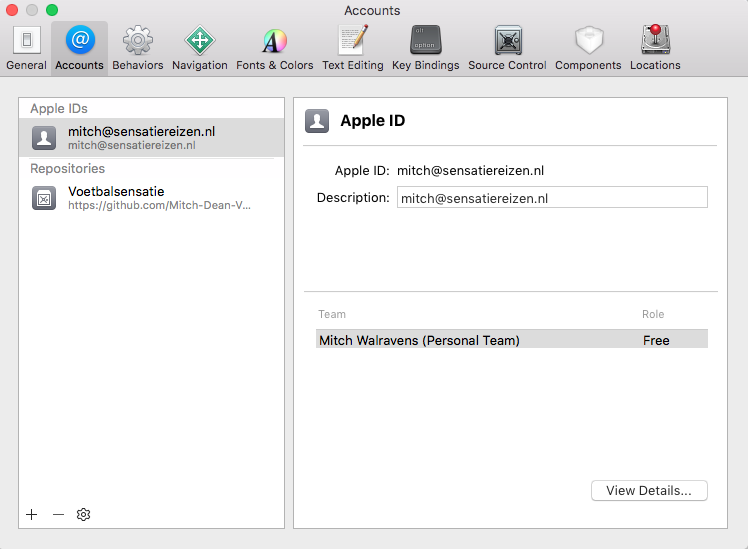 Accounts
General
Accounts
Behaviors
Navigation
Fonts & Colors
Text Editing
Key Bindings
Source Control
Components
Locations
Apple IDs
mitch@sensatiereizen.nl
mitch@sensatiereizen.nl
Repositories
Voetbalsensatie
https://github.com/Mitch-Dean-V...
Apple ID
Apple ID: mitch@sensatiereizen.nl
Description: mitch@sensatiereizen.nl
Team Role
Mitch Walravens (Personal Team) Free
View Details...